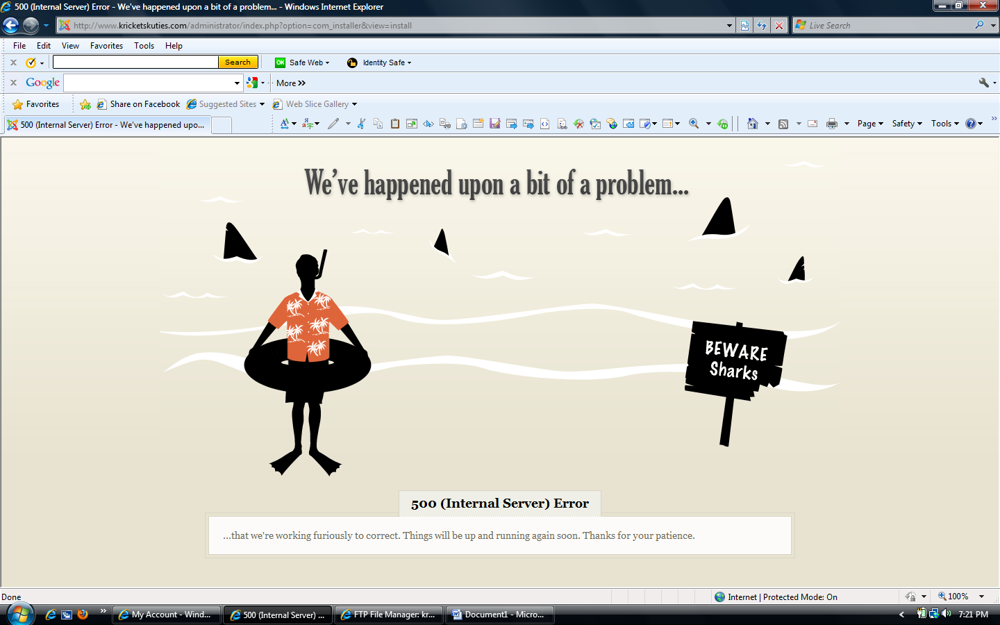 500 (Internal Server) Error - We've happened upon a bit of a problem... - Windows Internet Explorer
http://www.kricketskuties.com/administrator/index.php?option=com_installer&view=install
Live Search
File Edit View Favorites Tools Help
Search OK Safe Web Identity Safe
Google More »
Favorites Share on Facebook Suggested Sites Web Slice Gallery
500 (Internal Server) Error - We've happened upo...
Page Safety Tools
We've happened upon a bit of a problem...
BEWARE
Sharks
500 (Internal Server) Error
...that we're working furiously to correct. Things will be up and running again soon. Thanks for your patience.
Done Internet | Protected Mode: On 100%
My Account - Wind... 500 (Internal Server) ... FTP File Manager: kr... Document1 - Micro... 7:21 PM